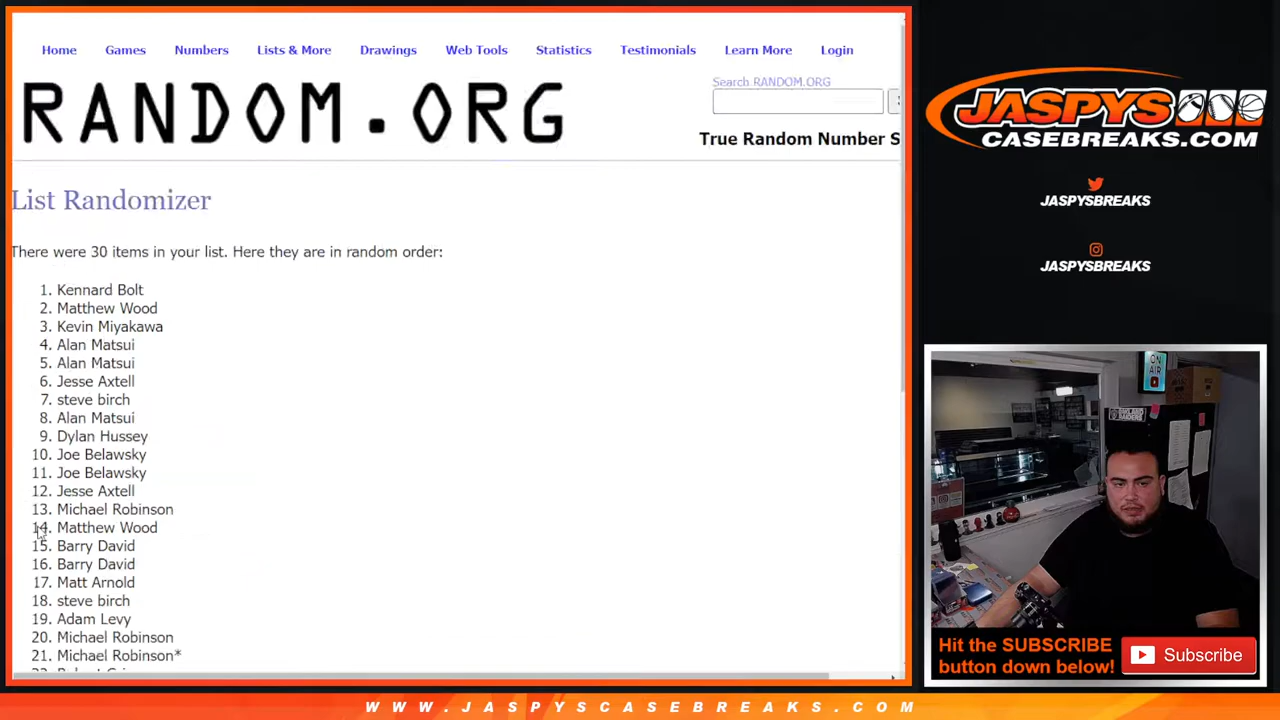 Home Games Numbers Lists & More Drawings Web Tools Statistics Testimonials Learn More Login
Search RANDOM.ORG
RANDOM.ORG
True Random Number S
List Randomizer
There were 30 items in your list. Here they are in random order:
1. Kennard Bolt
2. Matthew Wood
3. Kevin Miyakawa
4. Alan Matsui
5. Alan Matsui
6. Jesse Axtell
7. steve birch
8. Alan Matsui
9. Dylan Hussey
10. Joe Belawsky
11. Joe Belawsky
12. Jesse Axtell
13. Michael Robinson
14. Matthew Wood
15. Barry David
16. Barry David
17. Matt Arnold
18. steve birch
19. Adam Levy
20. Michael Robinson
21. Michael Robinson*
JASPYS
CASEBREAKS.COM
JASPYSBREAKS
JASPYSBREAKS
ON
AIR
Hit the SUBSCRIBE
button down below!
Subscribe
WWW.JASPYSCASEBREAKS.COM